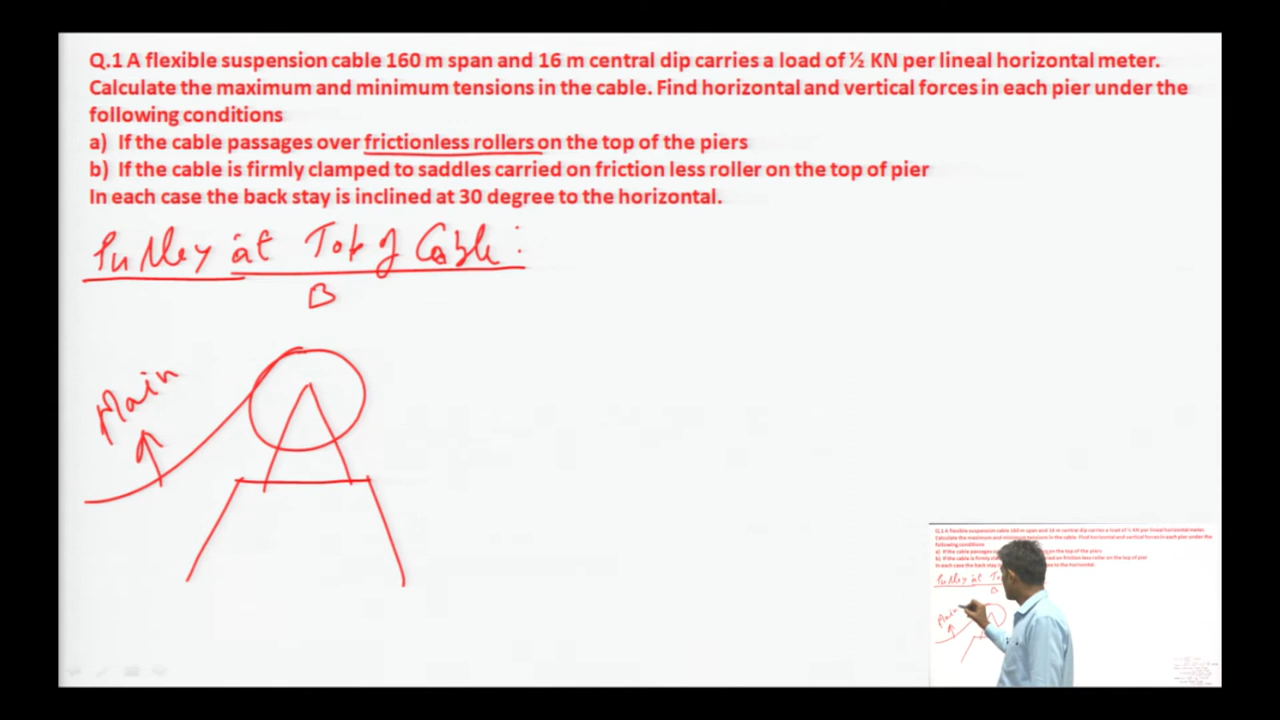 Q.1 A flexible suspension cable 160 m span and 16 m central dip carries a load of ½ KN per lineal horizontal meter.
Calculate the maximum and minimum tensions in the cable. Find horizontal and vertical forces in each pier under the
following conditions
a) If the cable passages over frictionless rollers on the top of the piers
b) If the cable is firmly clamped to saddles carried on friction less roller on the top of pier
In each case the back stay is inclined at 30 degree to the horizontal.
Pulley at Top of Cable :
B
Main